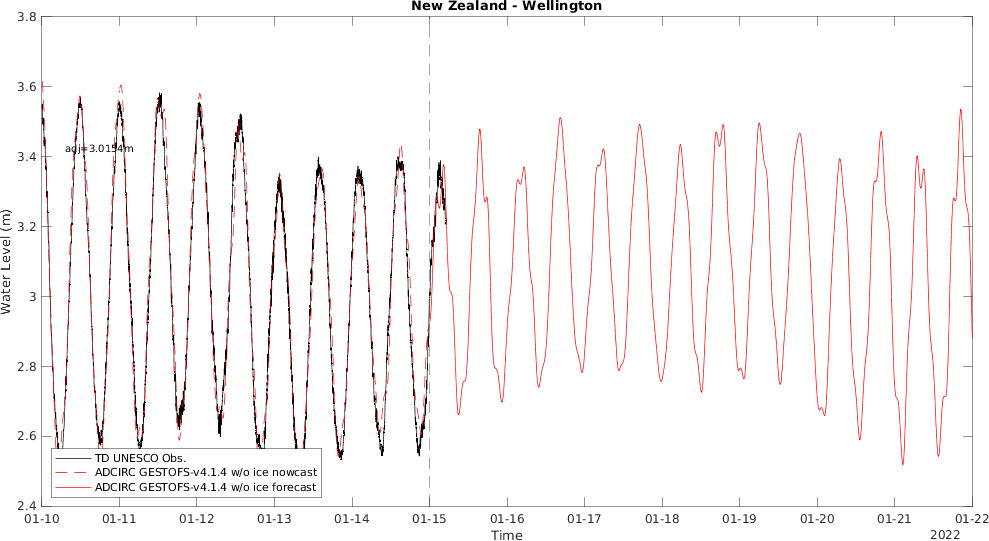 New Zealand - Wellington
3.8
3.6
3.4
3.2
3
2.8
2.6
2.4
Water Level (m)
adj=3.0154m
TD UNESCO Obs.
ADCIRC GESTOFS-v4.1.4 w/o ice nowcast
ADCIRC GESTOFS-v4.1.4 w/o ice forecast
01-10 01-11 01-12 01-13 01-14 01-15 01-16 01-17 01-18 01-19 01-20 01-21 01-22
Time
2022